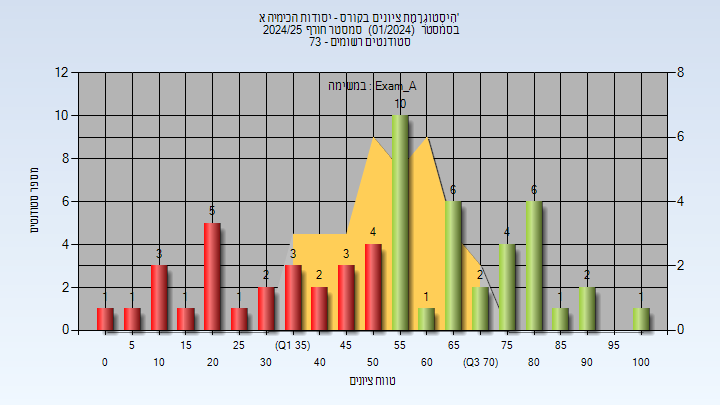 היסטוגרמת ציונים בקורס - יסודות הכימיה א'
בסמסטר (01/2024) סמסטר חורף 2024/25
סטודנטים רשומים - 73
במשימה : Exam_A
מספר סטודנטים
12
10
8
6
4
2
0
8
6
4
2
0
1 1 3 1 5 1 2 3 2 3 4 10 1 6 2 4 6 1 2 1
5 15 25 (Q1 35) 45 55 65 75 85 95
0 10 20 30 40 50 60 (Q3 70) 80 90 100
טווח ציונים